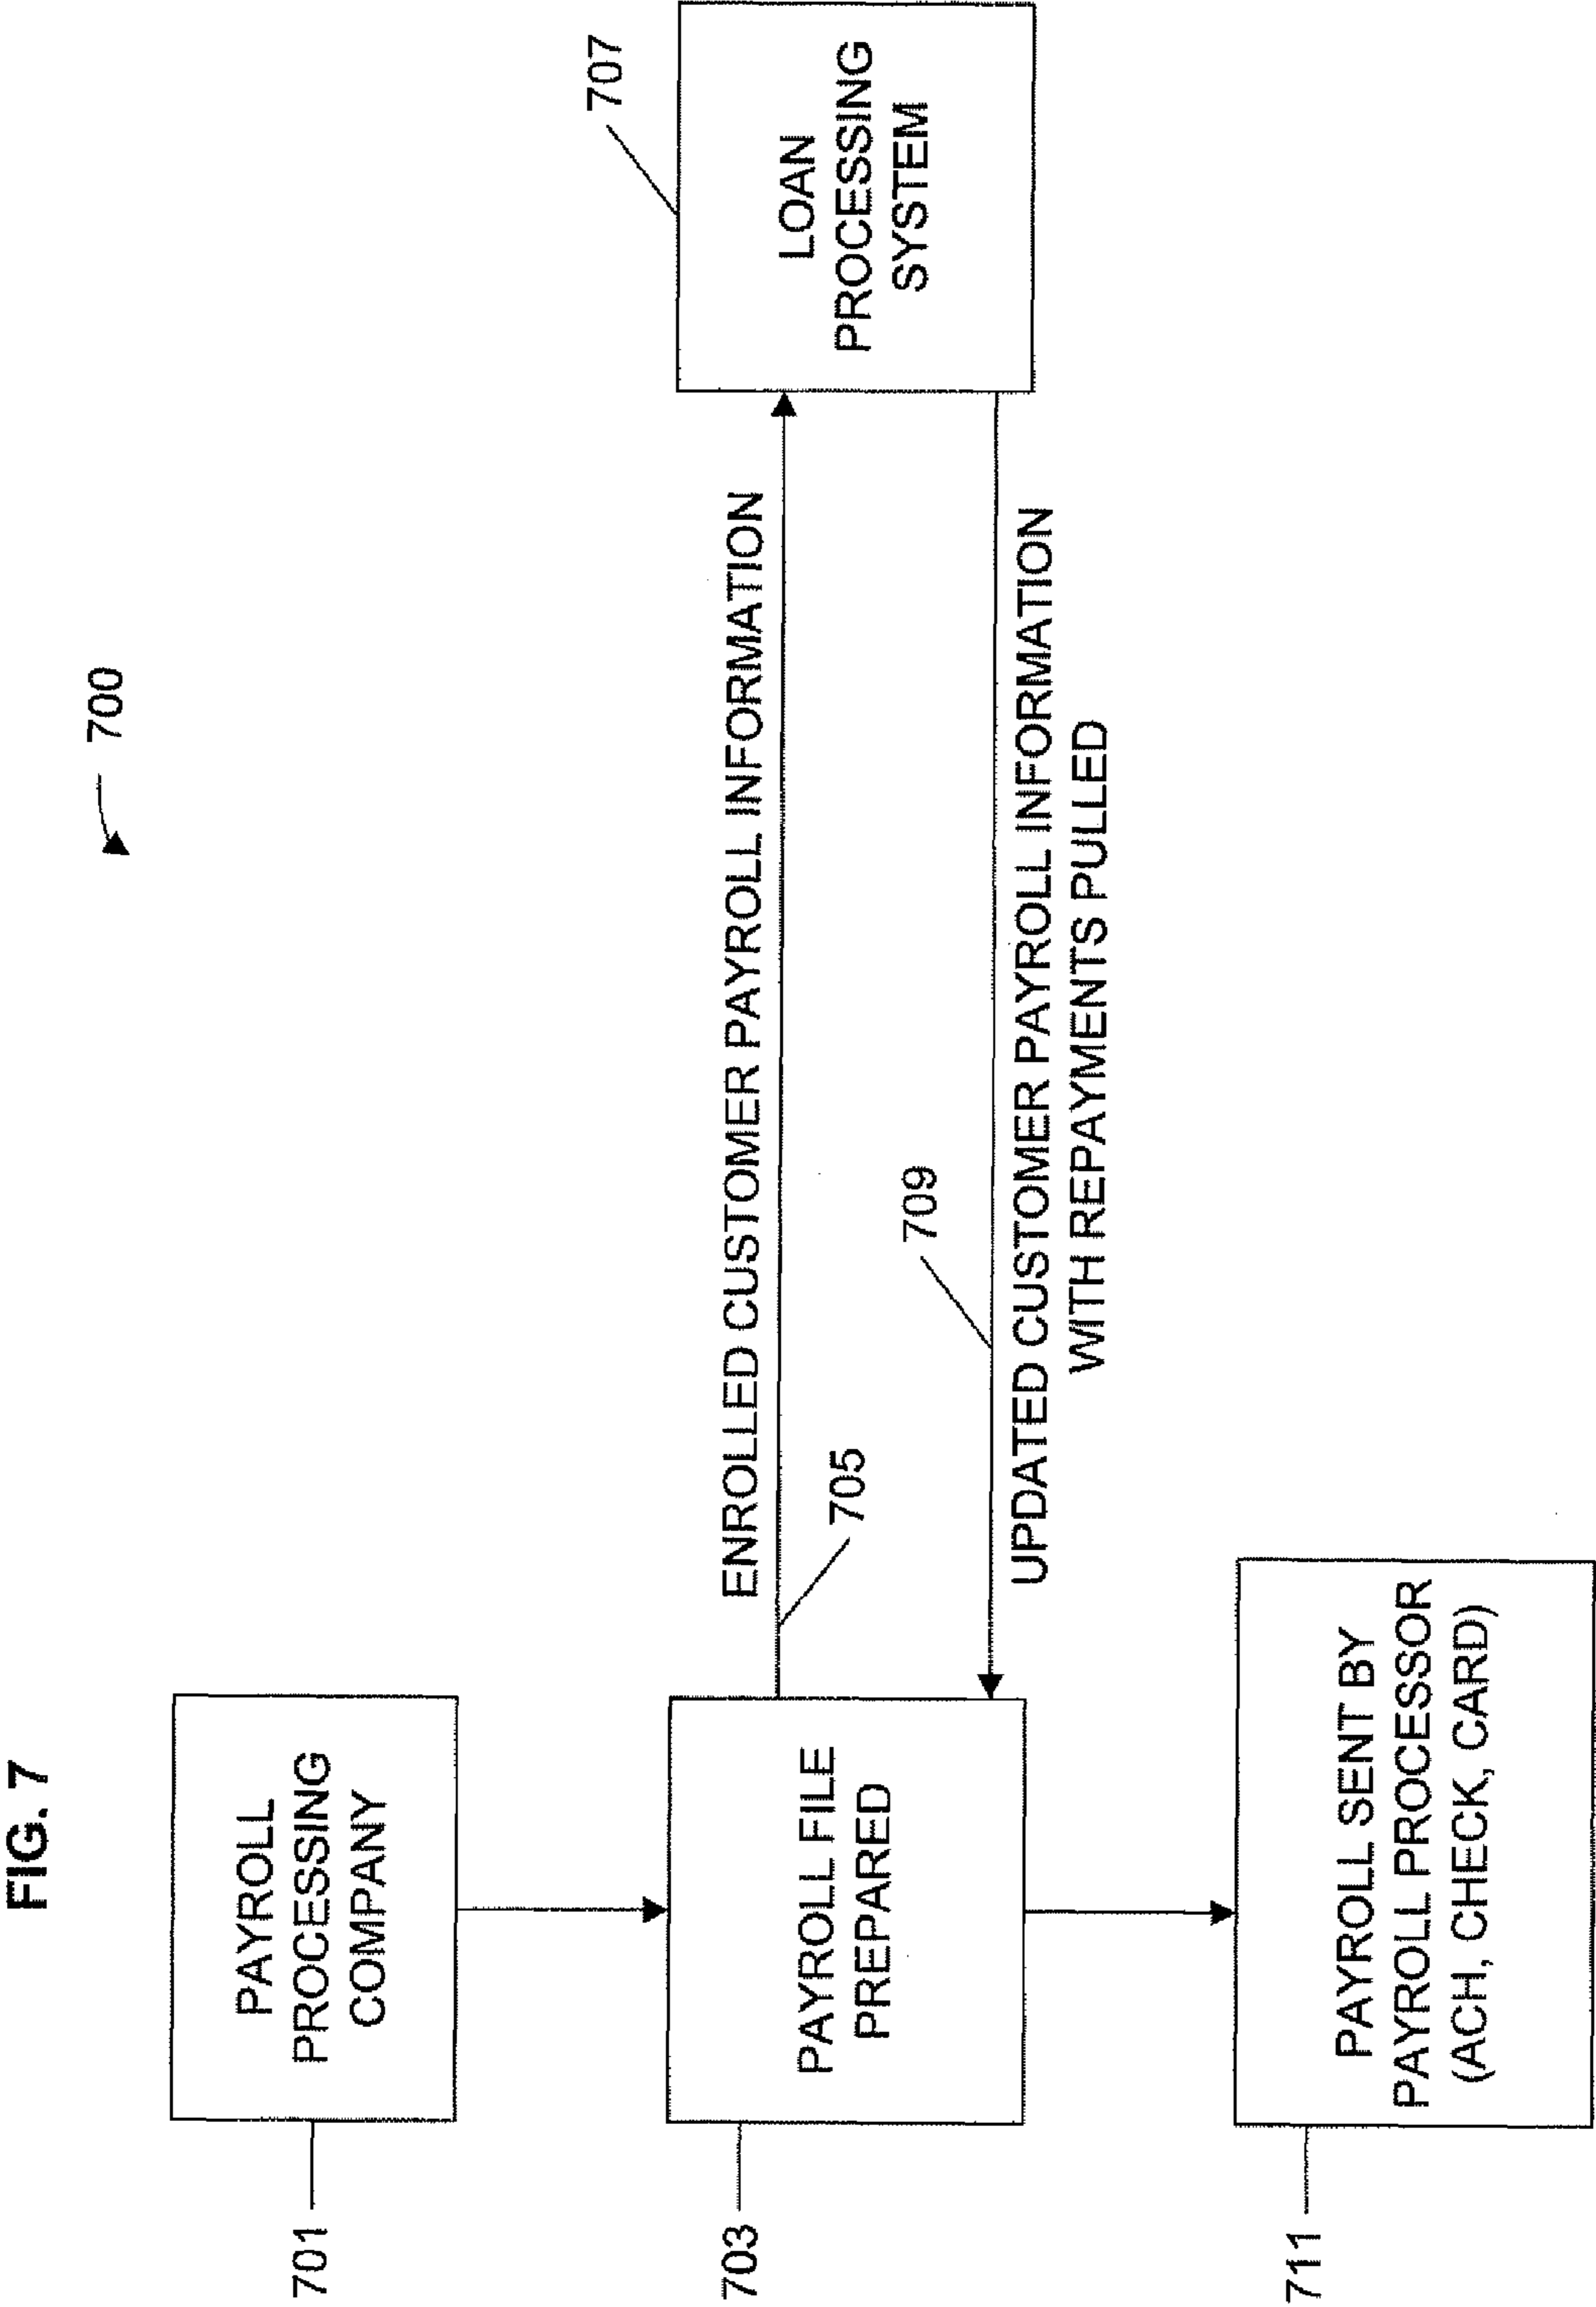 FIG. 7
700
701
PAYROLL
PROCESSING
COMPANY
703
PAYROLL FILE
PREPARED
ENROLLED CUSTOMER PAYROLL INFORMATION
705
707
LOAN
PROCESSING
SYSTEM
709
UPDATED CUSTOMER PAYROLL INFORMATION
WITH REPAYMENTS PULLED
711
PAYROLL SENT BY
PAYROLL PROCESSOR
(ACH, CHECK, CARD)